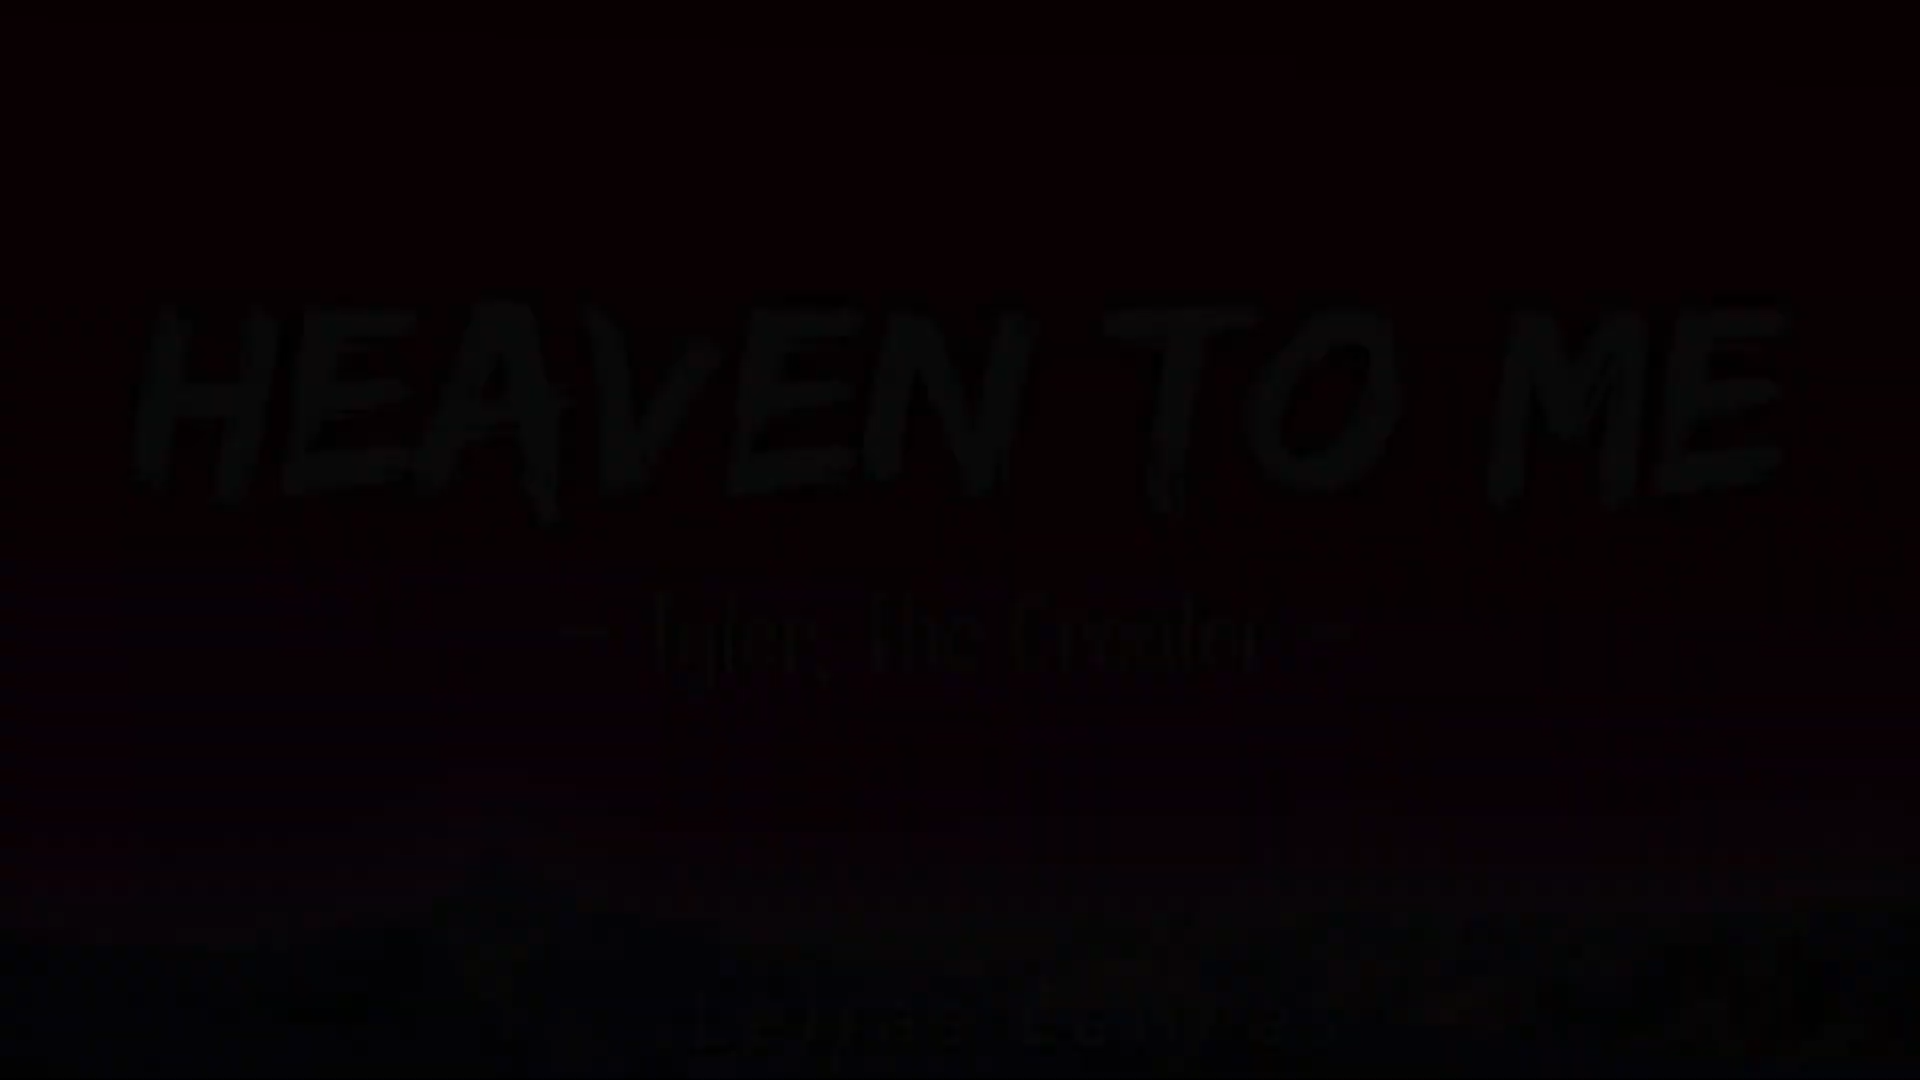 HEAVEN TO ME
- Tyler, The Creator -